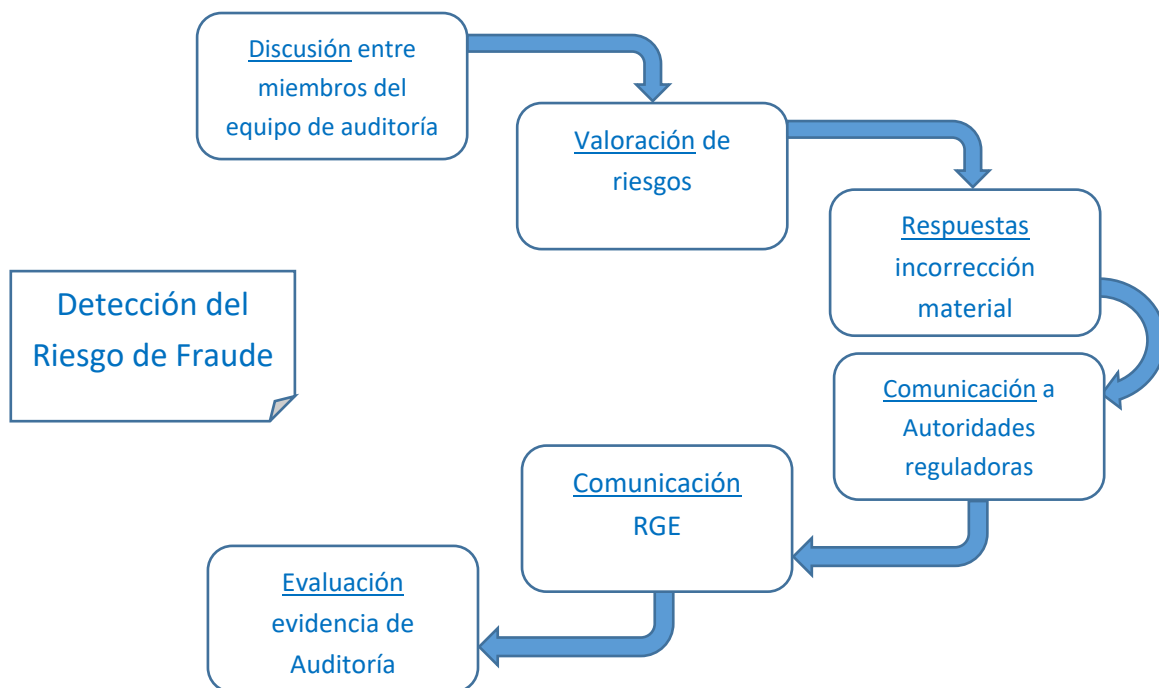 Discusión entre
miembros del
equipo de auditoría
Valoración de
riesgos
Respuestas
incorrección
material
Detección del
Riesgo de Fraude
Comunicación a
Autoridades
reguladoras
Comunicación
RGE
Evaluación
evidencia de
Auditoría